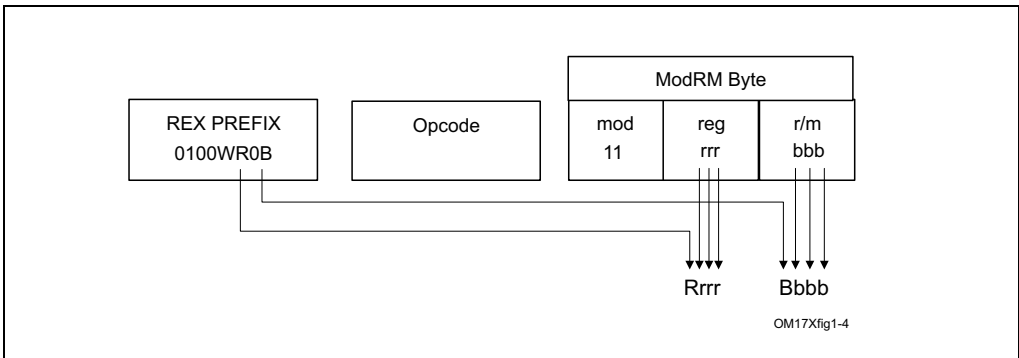 ModRM Byte
REX PREFIX
0100WR0B
Opcode
mod
11
reg
rrr
r/m
bbb
Rrrr
Bbbb
OM17Xfig1-4